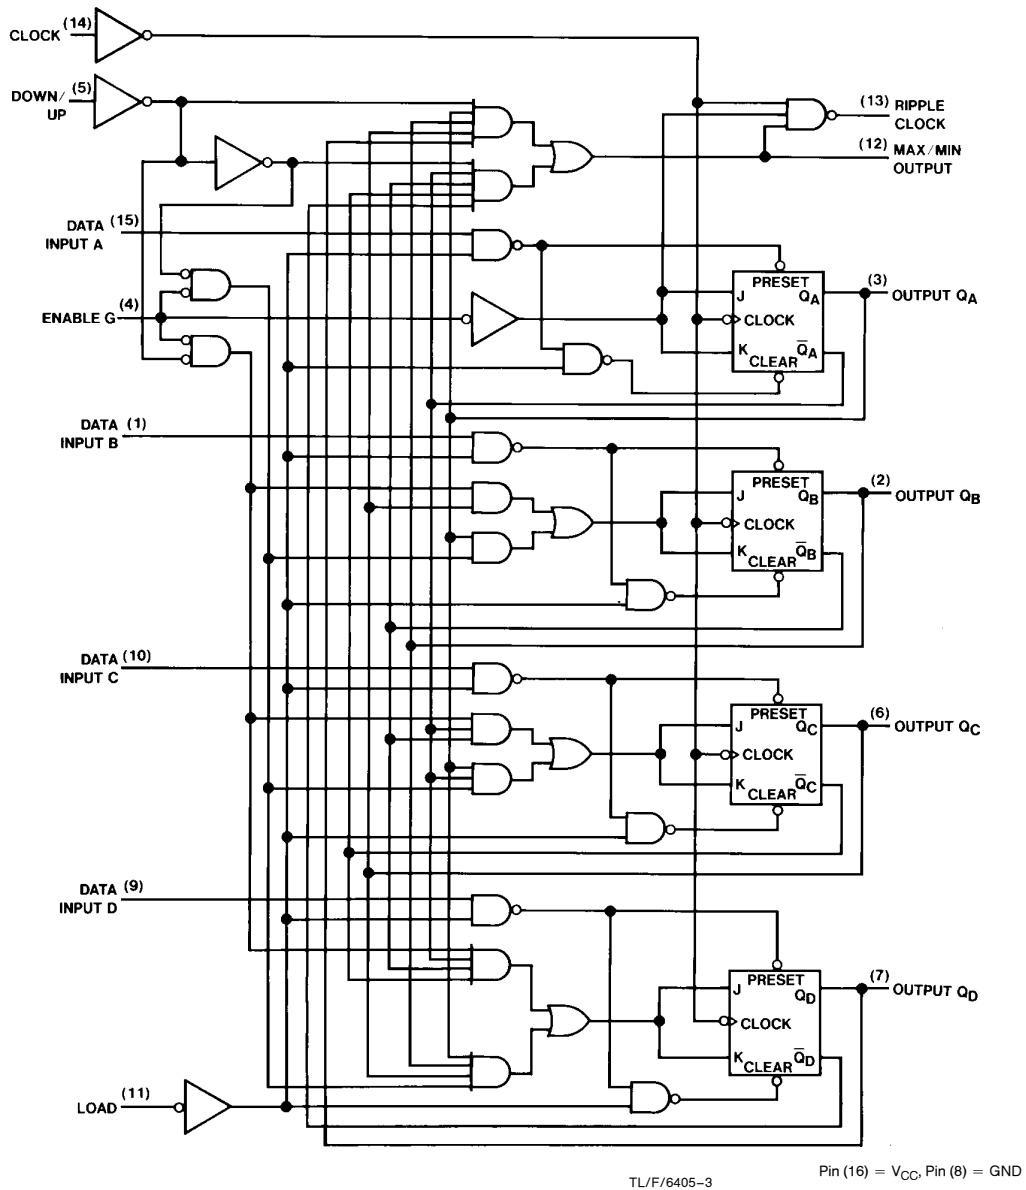 CLOCK (14)
DOWN/ (5)
UP
(13) RIPPLE
CLOCK
(12) MAX/MIN
OUTPUT
DATA (15)
INPUT A
PRESET
J QA (3) OUTPUT QA
ENABLE G (4)
CLOCK
K Q̅A
CLEAR
DATA (1)
INPUT B
PRESET
J QB (2) OUTPUT QB
CLOCK
K Q̅B
CLEAR
DATA (10)
INPUT C
PRESET
J QC (6) OUTPUT QC
CLOCK
K Q̅C
CLEAR
DATA (9)
INPUT D
PRESET
J QD (7) OUTPUT QD
CLOCK
K Q̅D
CLEAR
LOAD (11)
TL/F/6405–3
Pin (16) = VCC, Pin (8) = GND